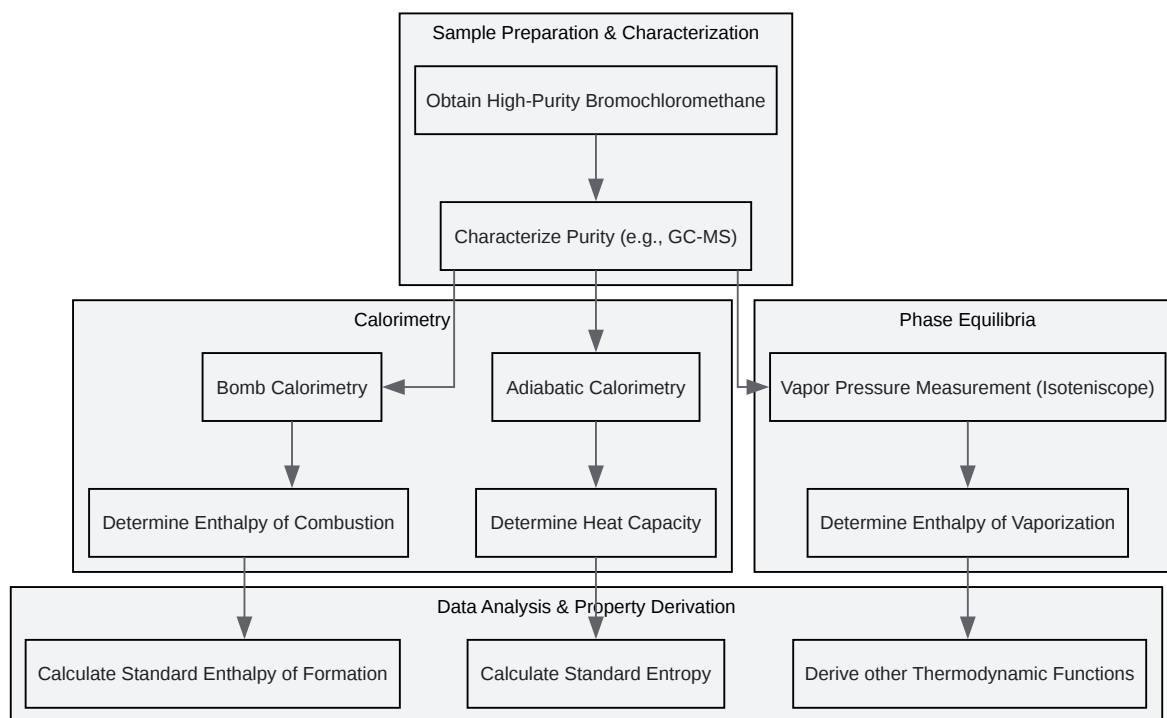 Sample Preparation & Characterization
Obtain High-Purity Bromochloromethane
Characterize Purity (e.g., GC-MS)
Calorimetry
Phase Equilibria
Bomb Calorimetry
Adiabatic Calorimetry
Vapor Pressure Measurement (Isoteniscope)
Determine Enthalpy of Combustion
Determine Heat Capacity
Determine Enthalpy of Vaporization
Data Analysis & Property Derivation
Calculate Standard Enthalpy of Formation
Calculate Standard Entropy
Derive other Thermodynamic Functions